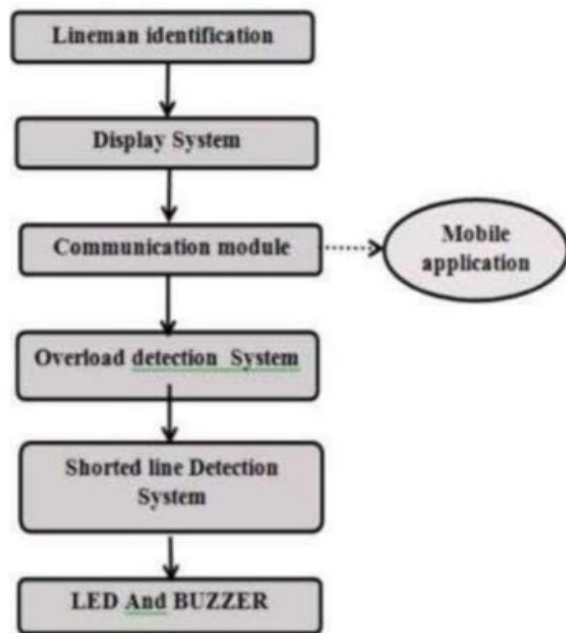 Lineman identification
Display System
Communication module
Mobile
application
Overload detection System
Shorted line Detection
System
LED And BUZZER